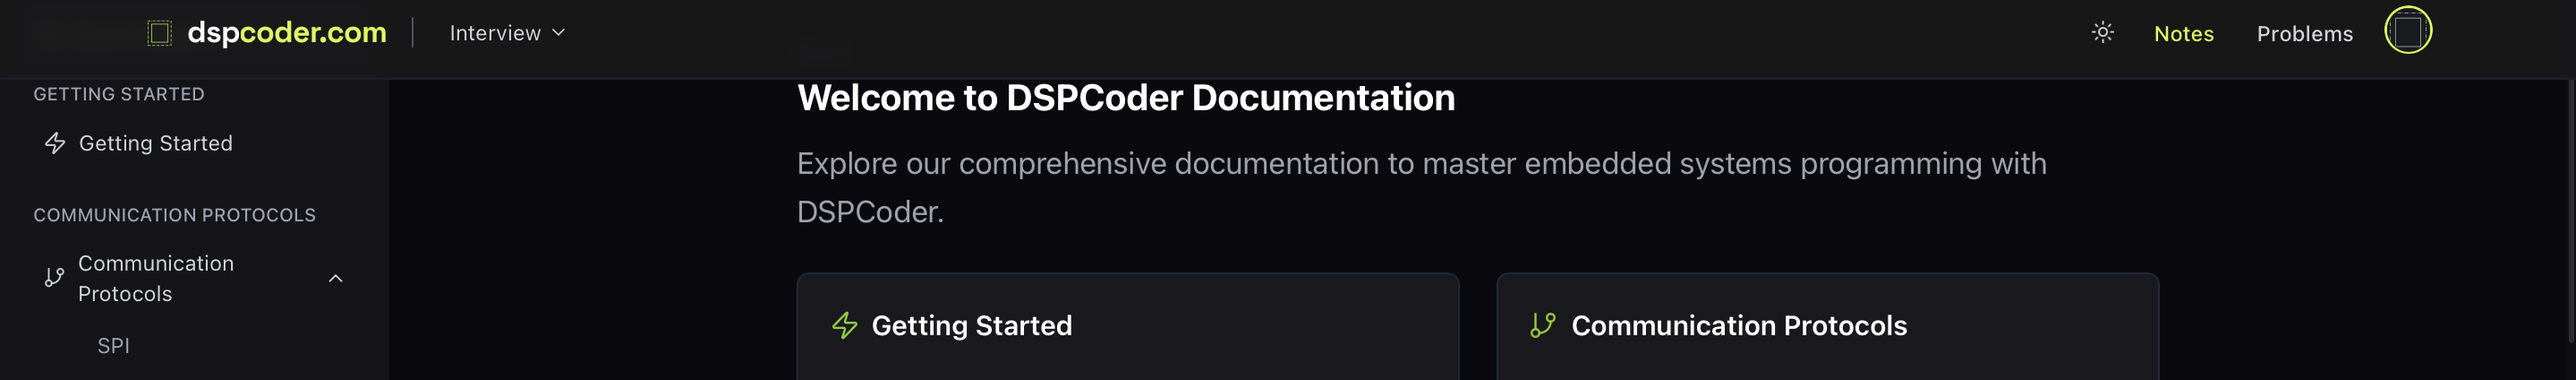 dspcoder.com
Interview
Notes
Problems
GETTING STARTED
Getting Started
COMMUNICATION PROTOCOLS
Communication
Protocols
SPI
Welcome to DSPCoder Documentation
Explore our comprehensive documentation to master embedded systems programming with
DSPCoder.
Getting Started
Communication Protocols